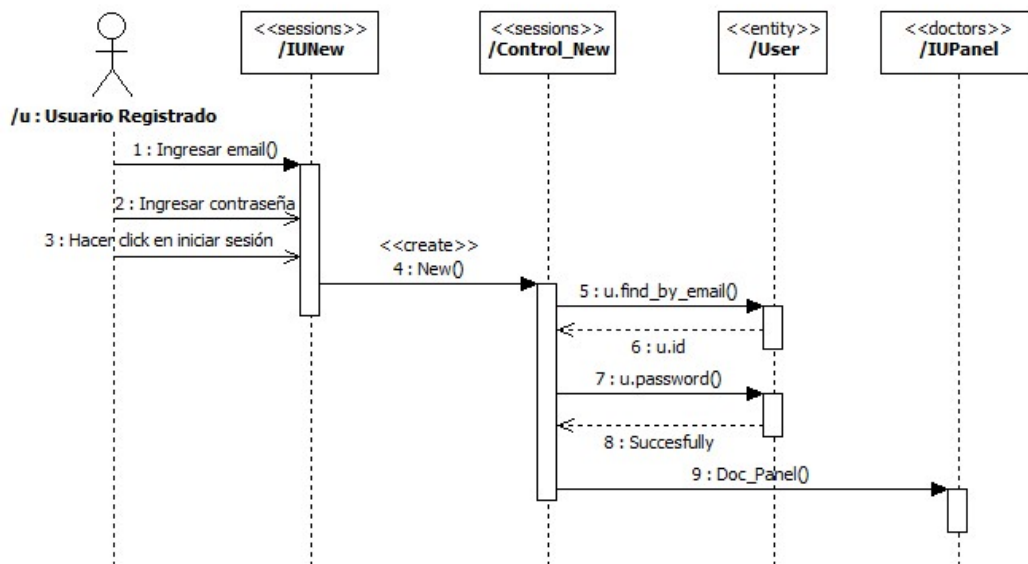 <<sessions>>
/IUNew
<<sessions>>
/Control_New
<<entity>>
/User
<<doctors>>
/IUPanel
/u : Usuario Registrado
1 : Ingresar email()
2 : Ingresar contraseña
3 : Hacer click en iniciar sesión
<<create>>
4 : New()
5 : u.find_by_email()
6 : u.id
7 : u.password()
8 : Succesfully
9 : Doc_Panel()